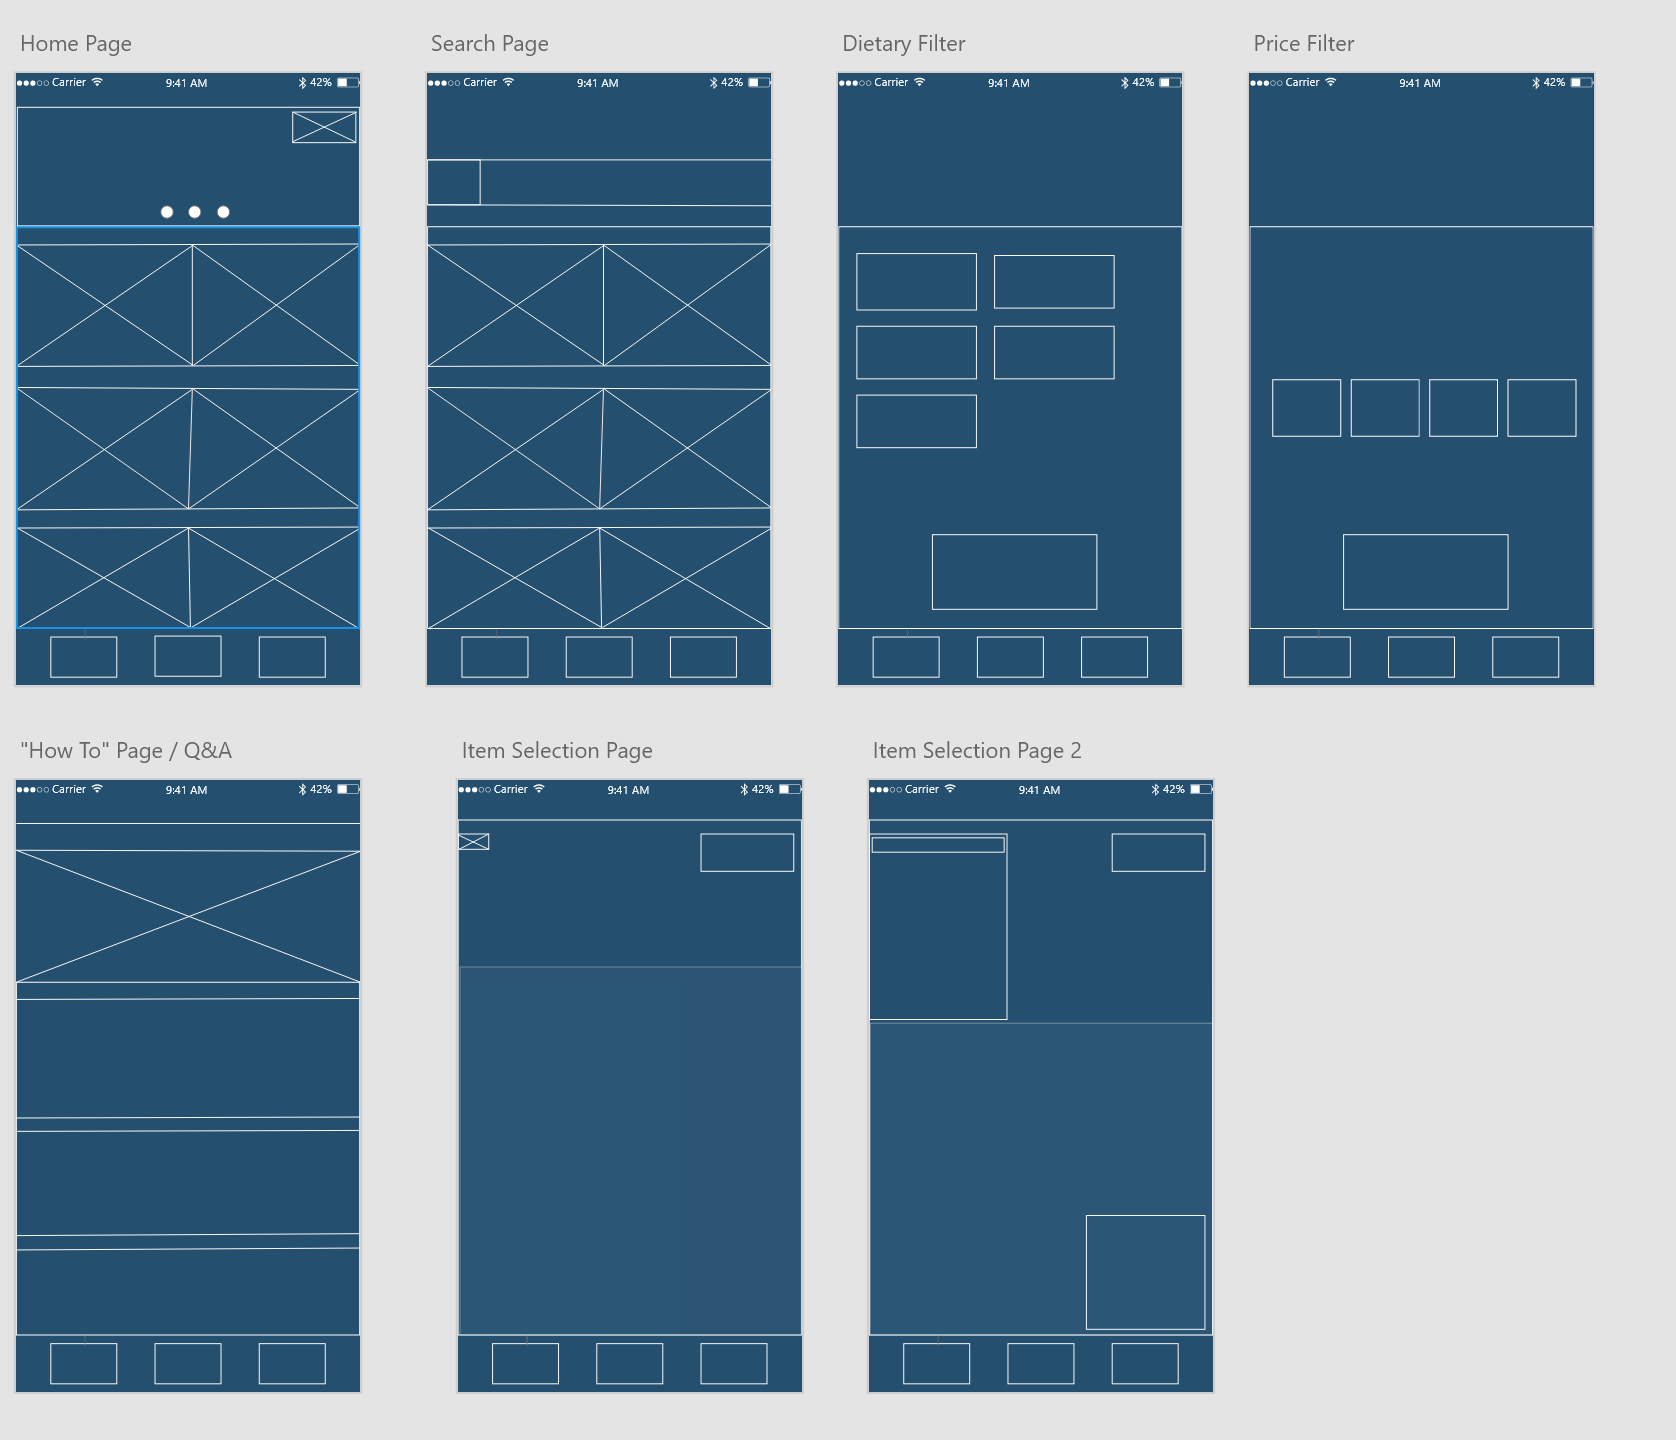 Home Page
Search Page
Dietary Filter
Price Filter
Carrier 9:41 AM 42%
Carrier 9:41 AM 42%
Carrier 9:41 AM 42%
Carrier 9:41 AM 42%
"How To" Page / Q&A
Item Selection Page
Item Selection Page 2
Carrier 9:41 AM 42%
Carrier 9:41 AM 42%
Carrier 9:41 AM 42%